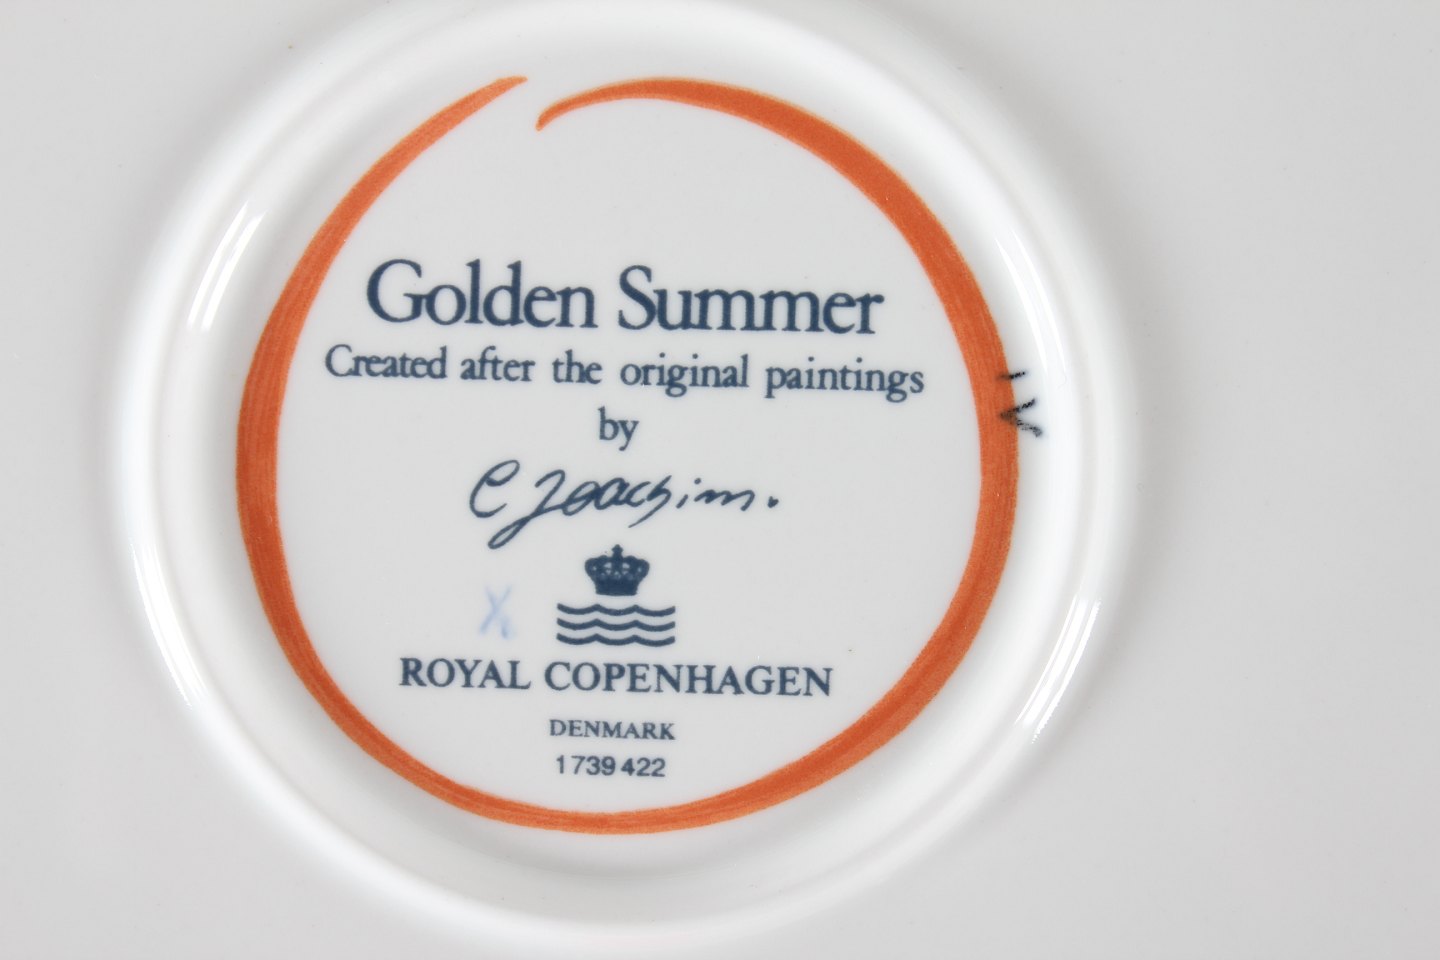 Golden Summer
Created after the original paintings
by
C Joachim.
ROYAL COPENHAGEN
DENMARK
1739 422